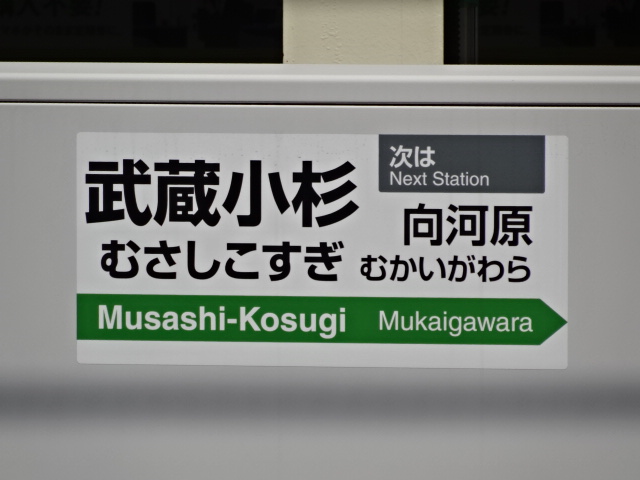 武蔵小杉
むさしこすぎ
Musashi-Kosugi
次は
Next Station
向河原
むかいがわら
Mukaigawara